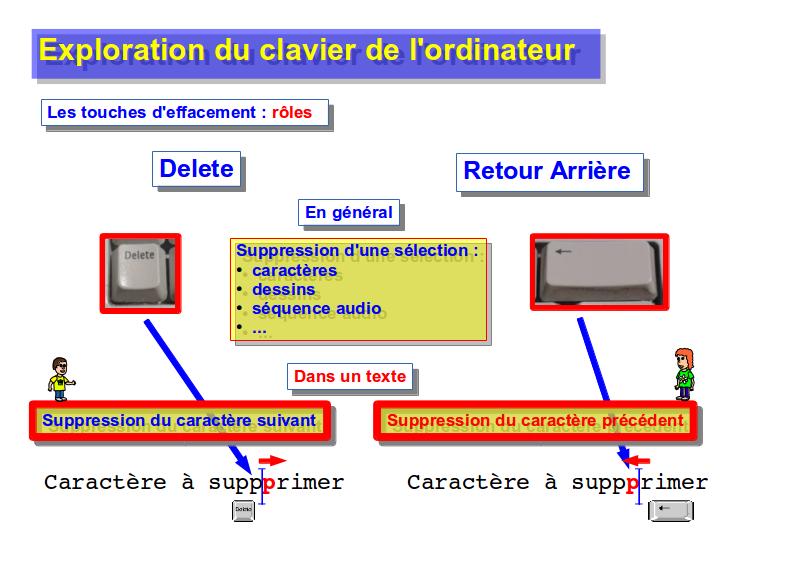 Exploration du clavier de l'ordinateur
Les touches d'effacement : rôles
Delete
Retour Arrière
En général
Delete
Suppression d'une sélection :
• caractères
• dessins
• séquence audio
• ...
←
Dans un texte
Suppression du caractère suivant
Suppression du caractère précédent
Caractère à suppprimer
Caractère à suppprimer
Delete
←